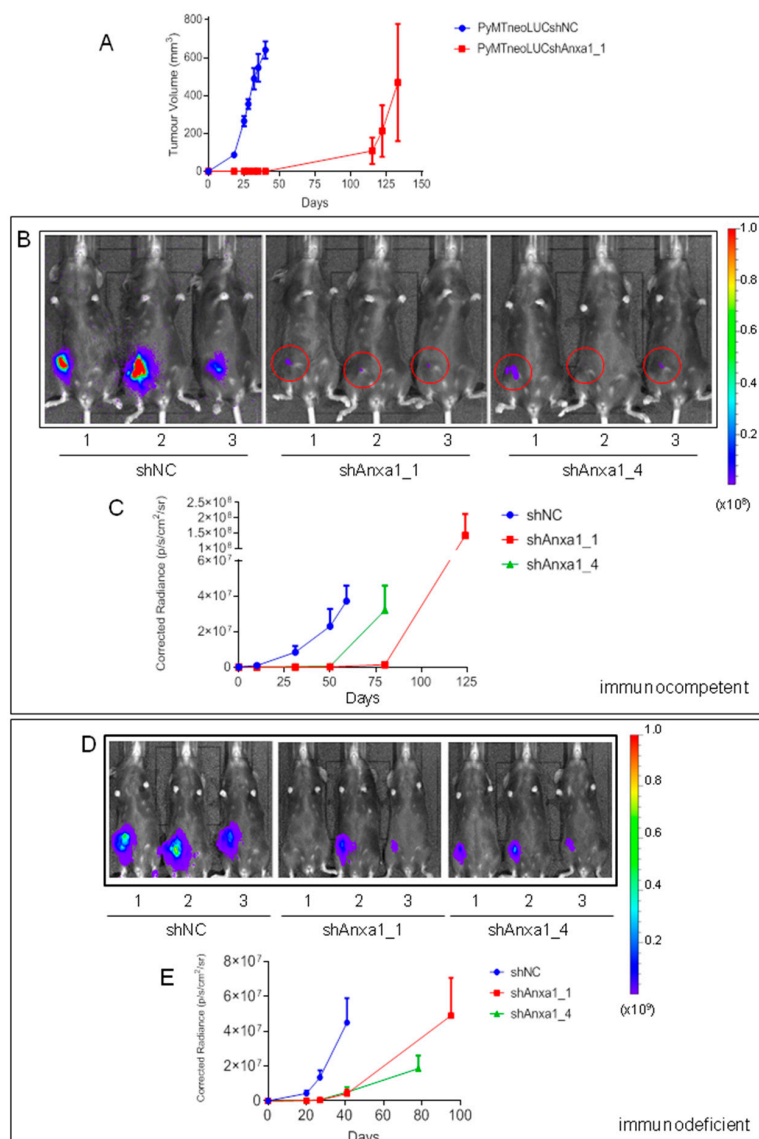 A
Tumour Volume (mm³)
800
600
400
200
0
0 25 50 75 100 125 150
Days
PyMTneoLUCshNC
PyMTneoLUCshAnxa1_1
B
1 2 3
shNC
1 2 3
shAnxa1_1
1 2 3
shAnxa1_4
1.0
0.8
0.6
0.4
0.2
(x10⁸)
C
Corrected Radiance (p/s/cm²/sr)
2.5×10⁸
2×10⁸
1.5×10⁸
1×10⁸
6×10⁷
4×10⁷
2×10⁷
0
0 25 50 75 100 125
Days
shNC
shAnxa1_1
shAnxa1_4
immunocompetent
D
1 2 3
shNC
1 2 3
shAnxa1_1
1 2 3
shAnxa1_4
1.0
0.8
0.6
0.4
0.2
(x10⁹)
E
Corrected Radiance (p/s/cm²/sr)
8×10⁷
6×10⁷
4×10⁷
2×10⁷
0
0 20 40 60 80 100
Days
shNC
shAnxa1_1
shAnxa1_4
immunodeficient